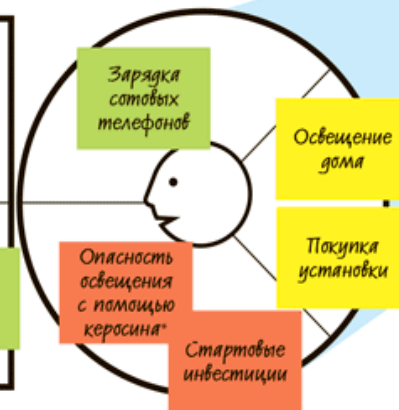 Зарядка
сотовых
телефонов
Освещение
дома
Покупка
установки
Опасность
освещения
с помощью
керосина*
Стартовые
инвестиции